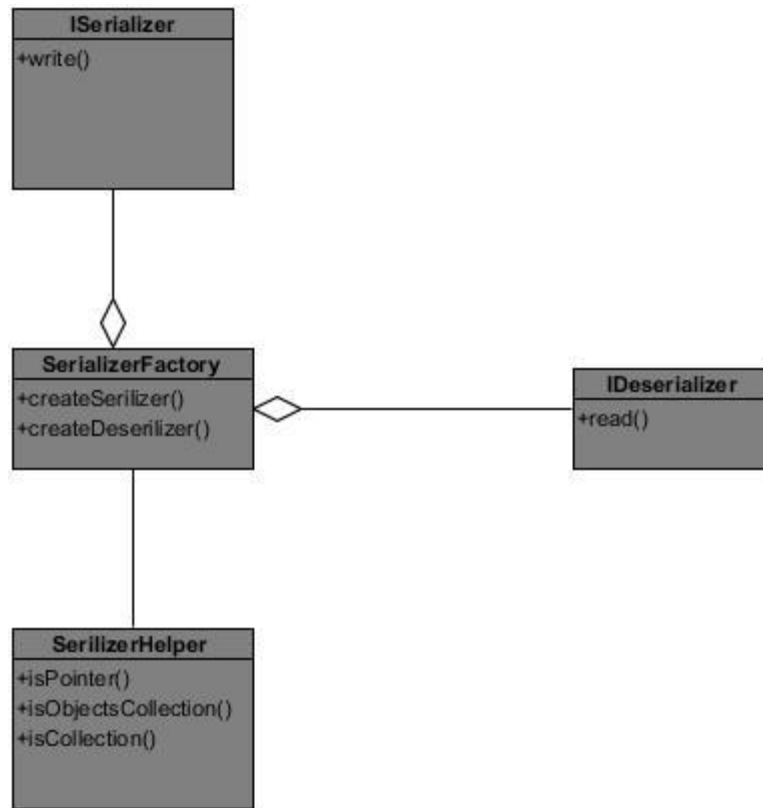 ISerializer
+write()
SerializerFactory
+createSerilizer()
+createDeserilizer()
IDeserializer
+read()
SerilizerHelper
+isPointer()
+isObjectsCollection()
+isCollection()